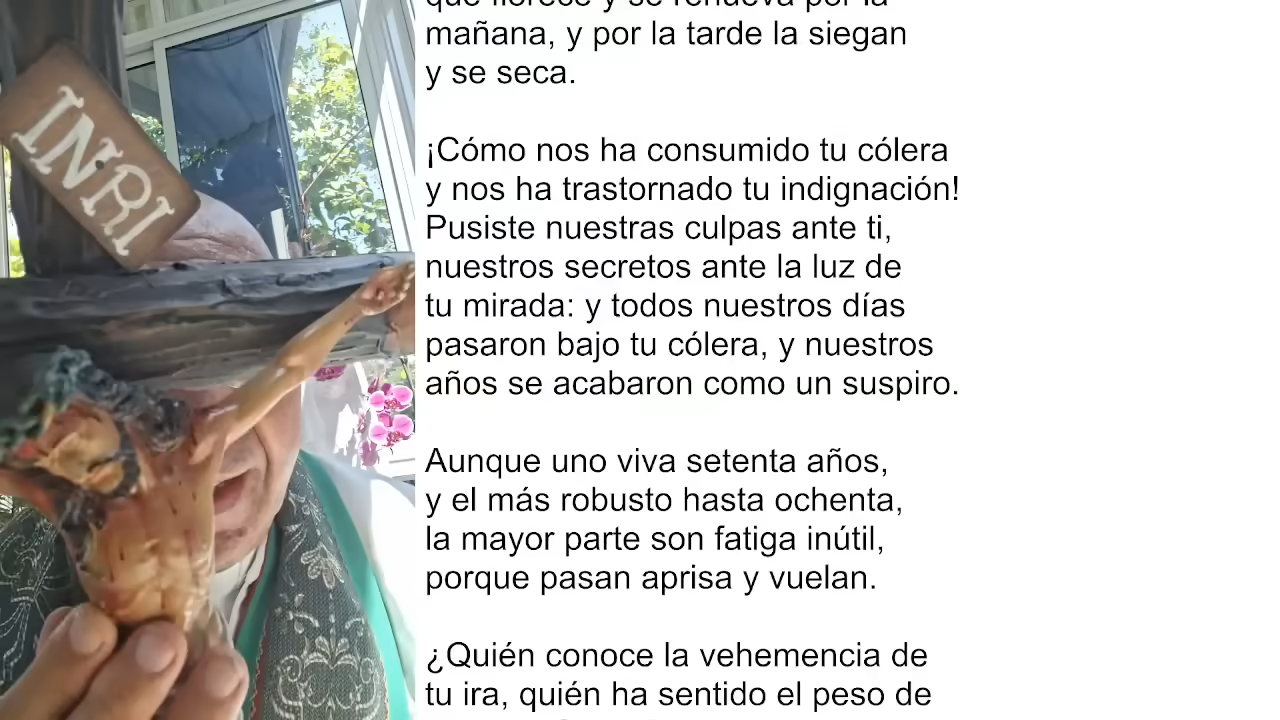 INRI
mañana, y por la tarde la siegan
y se seca.
¡Cómo nos ha consumido tu cólera
y nos ha trastornado tu indignación!
Pusiste nuestras culpas ante ti,
nuestros secretos ante la luz de
tu mirada: y todos nuestros días
pasaron bajo tu cólera, y nuestros
años se acabaron como un suspiro.
Aunque uno viva setenta años,
y el más robusto hasta ochenta,
la mayor parte son fatiga inútil,
porque pasan aprisa y vuelan.
¿Quién conoce la vehemencia de
tu ira, quién ha sentido el peso de